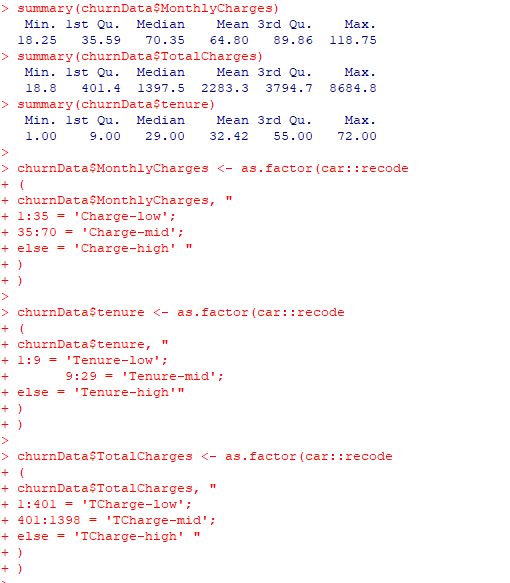 > summary(churnData$MonthlyCharges)
   Min. 1st Qu.  Median    Mean 3rd Qu.    Max.
  18.25   35.59   70.35   64.80   89.86  118.75
> summary(churnData$TotalCharges)
   Min. 1st Qu.  Median    Mean 3rd Qu.    Max.
   18.8   401.4  1397.5  2283.3  3794.7  8684.8
> summary(churnData$tenure)
   Min. 1st Qu.  Median    Mean 3rd Qu.    Max.
   1.00    9.00   29.00   32.42   55.00   72.00
>
> churnData$MonthlyCharges <- as.factor(car::recode
+ (
+ churnData$MonthlyCharges, "
+ 1:35 = 'Charge-low';
+ 35:70 = 'Charge-mid';
+ else = 'Charge-high' "
+ )
+ )
>
> churnData$tenure <- as.factor(car::recode
+ (
+ churnData$tenure, "
+ 1:9 = 'Tenure-low';
+       9:29 = 'Tenure-mid';
+ else = 'Tenure-high'"
+ )
+ )
>
> churnData$TotalCharges <- as.factor(car::recode
+ (
+ churnData$TotalCharges, "
+ 1:401 = 'TCharge-low';
+ 401:1398 = 'TCharge-mid';
+ else = 'TCharge-high' "
+ )
+ )